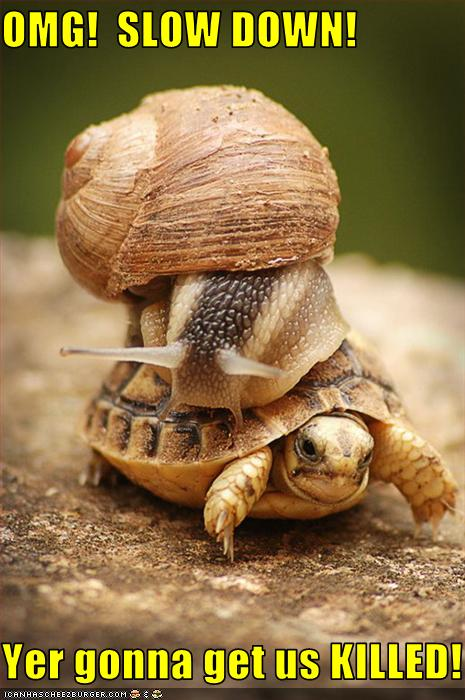 OMG! SLOW DOWN!
Yer gonna get us KILLED!
ICANHASCHEEZBURGER.COM